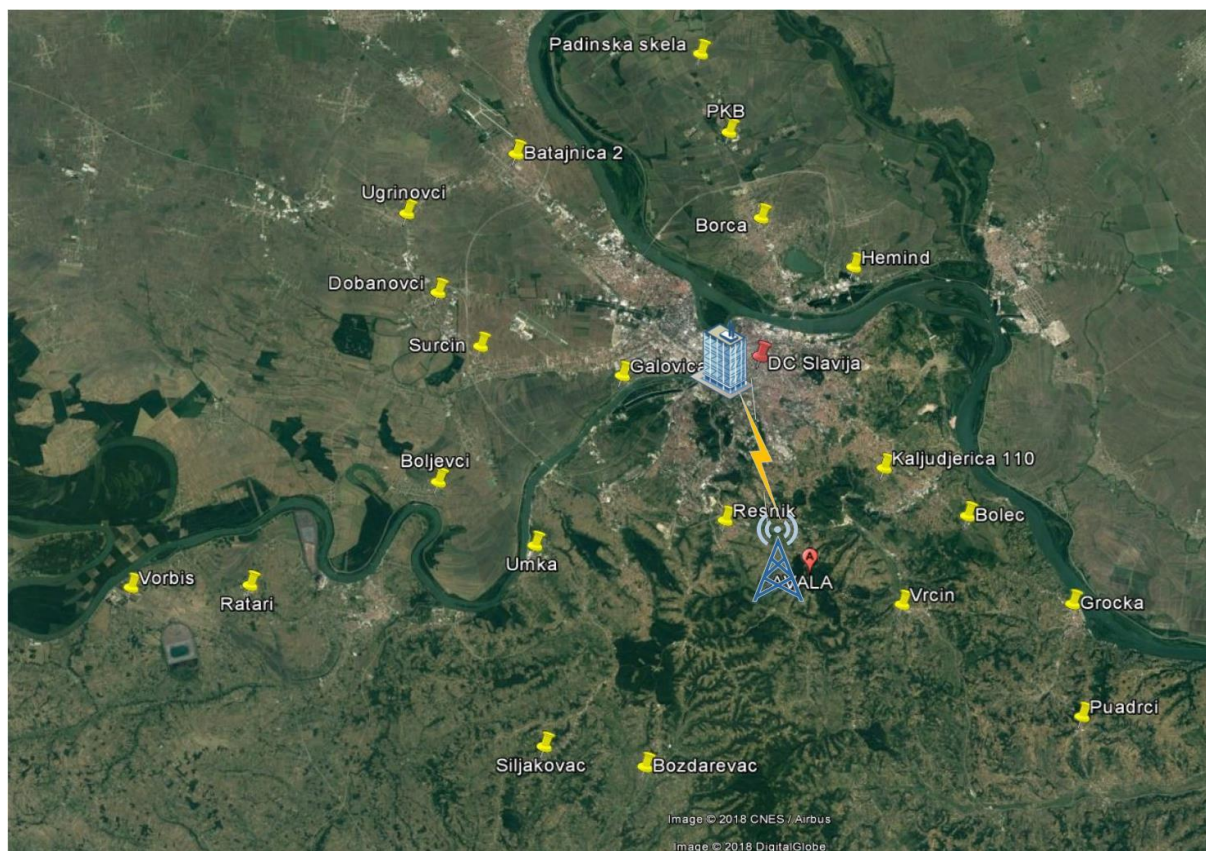 Padinska skela
PKB
Batajnica 2
Ugrinovci
Borca
Hemind
Dobanovci
Surcin
Galovica
DC Slavija
Boljevci
Kaljudjerica 110
Resnik
Bolec
Umka
A
AVALA
Vorbis
Ratari
Vrcin
Grocka
Puadrci
Siljakovac
Bozdarevac
Image © 2018 CNES / Airbus
Image © 2018 DigitalGlobe